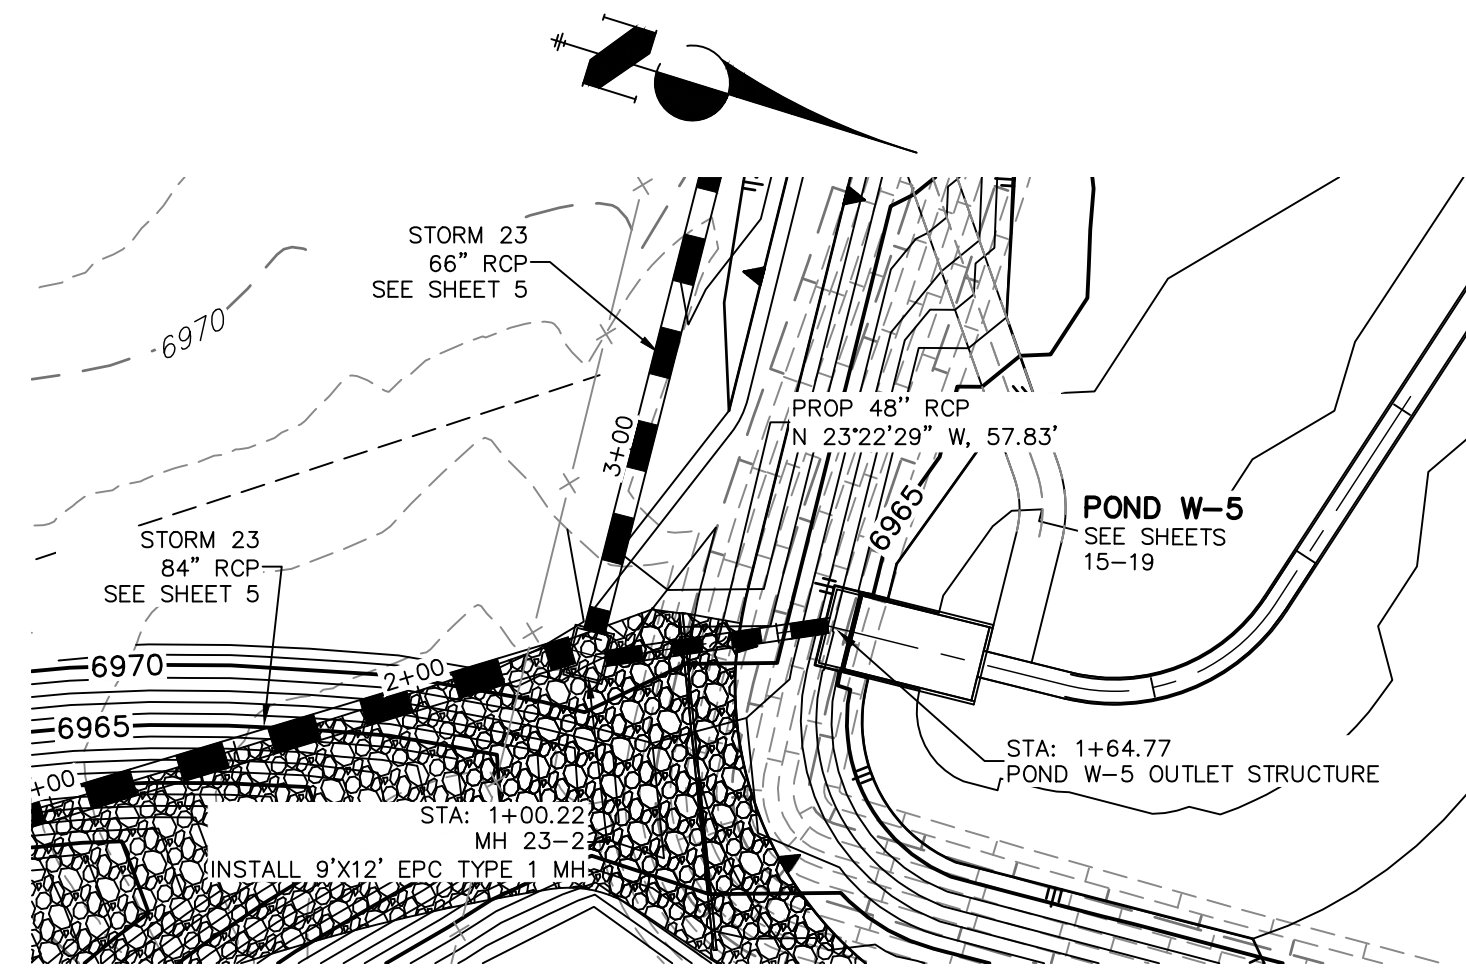 STORM 23
66” RCP
SEE SHEET 5
6970
3+00
PROP 48’’ RCP
N 23°22’29” W, 57.83’
6965
POND W–5
SEE SHEETS
15–19
STORM 23
84” RCP
SEE SHEET 5
6970
2+00
6965
+00
STA: 1+64.77
POND W–5 OUTLET STRUCTURE
STA: 1+00.22
MH 23–2
INSTALL 9’X12’ EPC TYPE 1 MH